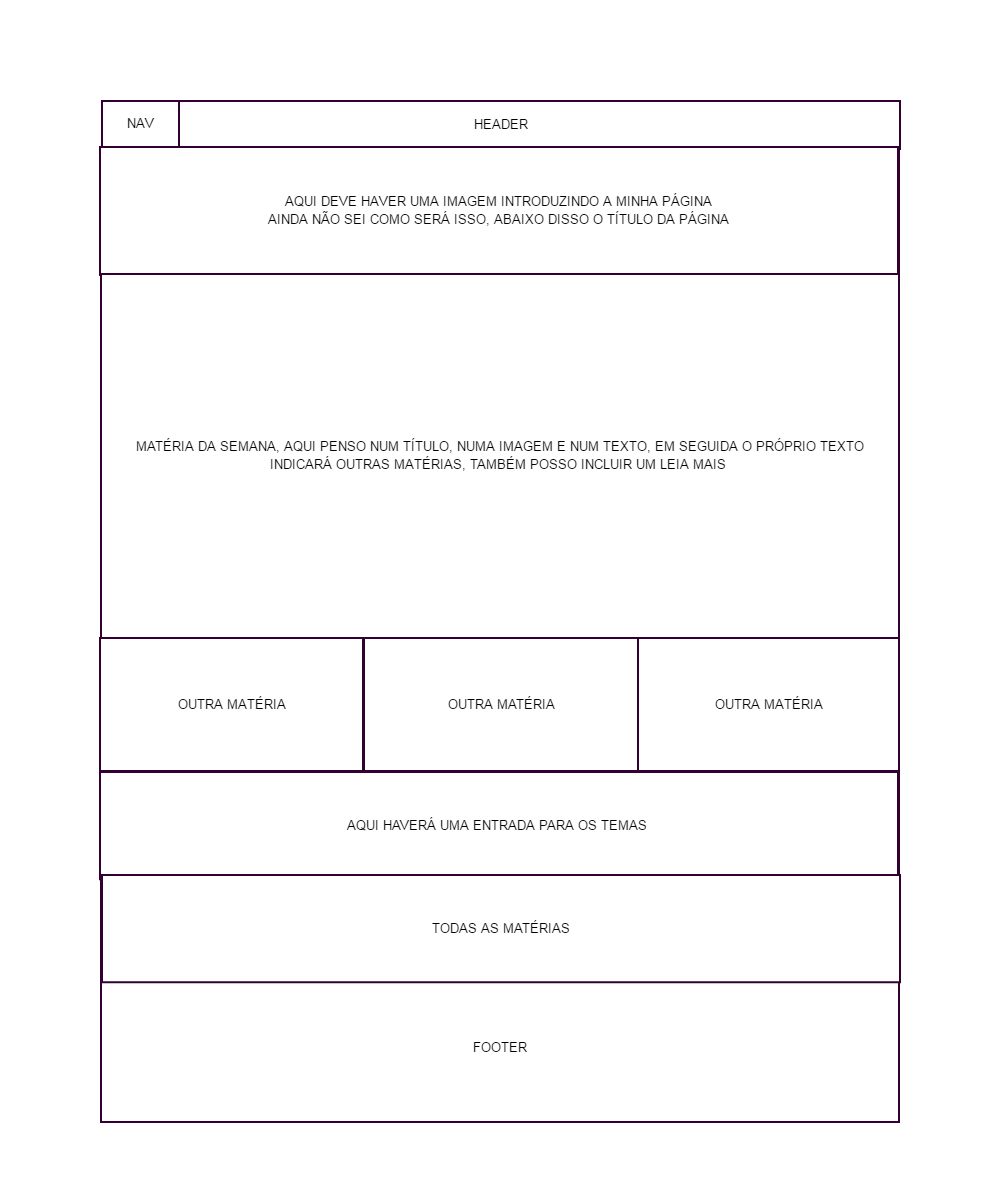 NAV
HEADER
AQUI DEVE HAVER UMA IMAGEM INTRODUZINDO A MINHA PÁGINA
AINDA NÃO SEI COMO SERÁ ISSO, ABAIXO DISSO O TÍTULO DA PÁGINA
MATÉRIA DA SEMANA, AQUI PENSO NUM TÍTULO, NUMA IMAGEM E NUM TEXTO, EM SEGUIDA O PRÓPRIO TEXTO
INDICARÁ OUTRAS MATÉRIAS, TAMBÉM POSSO INCLUIR UM LEIA MAIS
OUTRA MATÉRIA
OUTRA MATÉRIA
OUTRA MATÉRIA
AQUI HAVERÁ UMA ENTRADA PARA OS TEMAS
TODAS AS MATÉRIAS
FOOTER